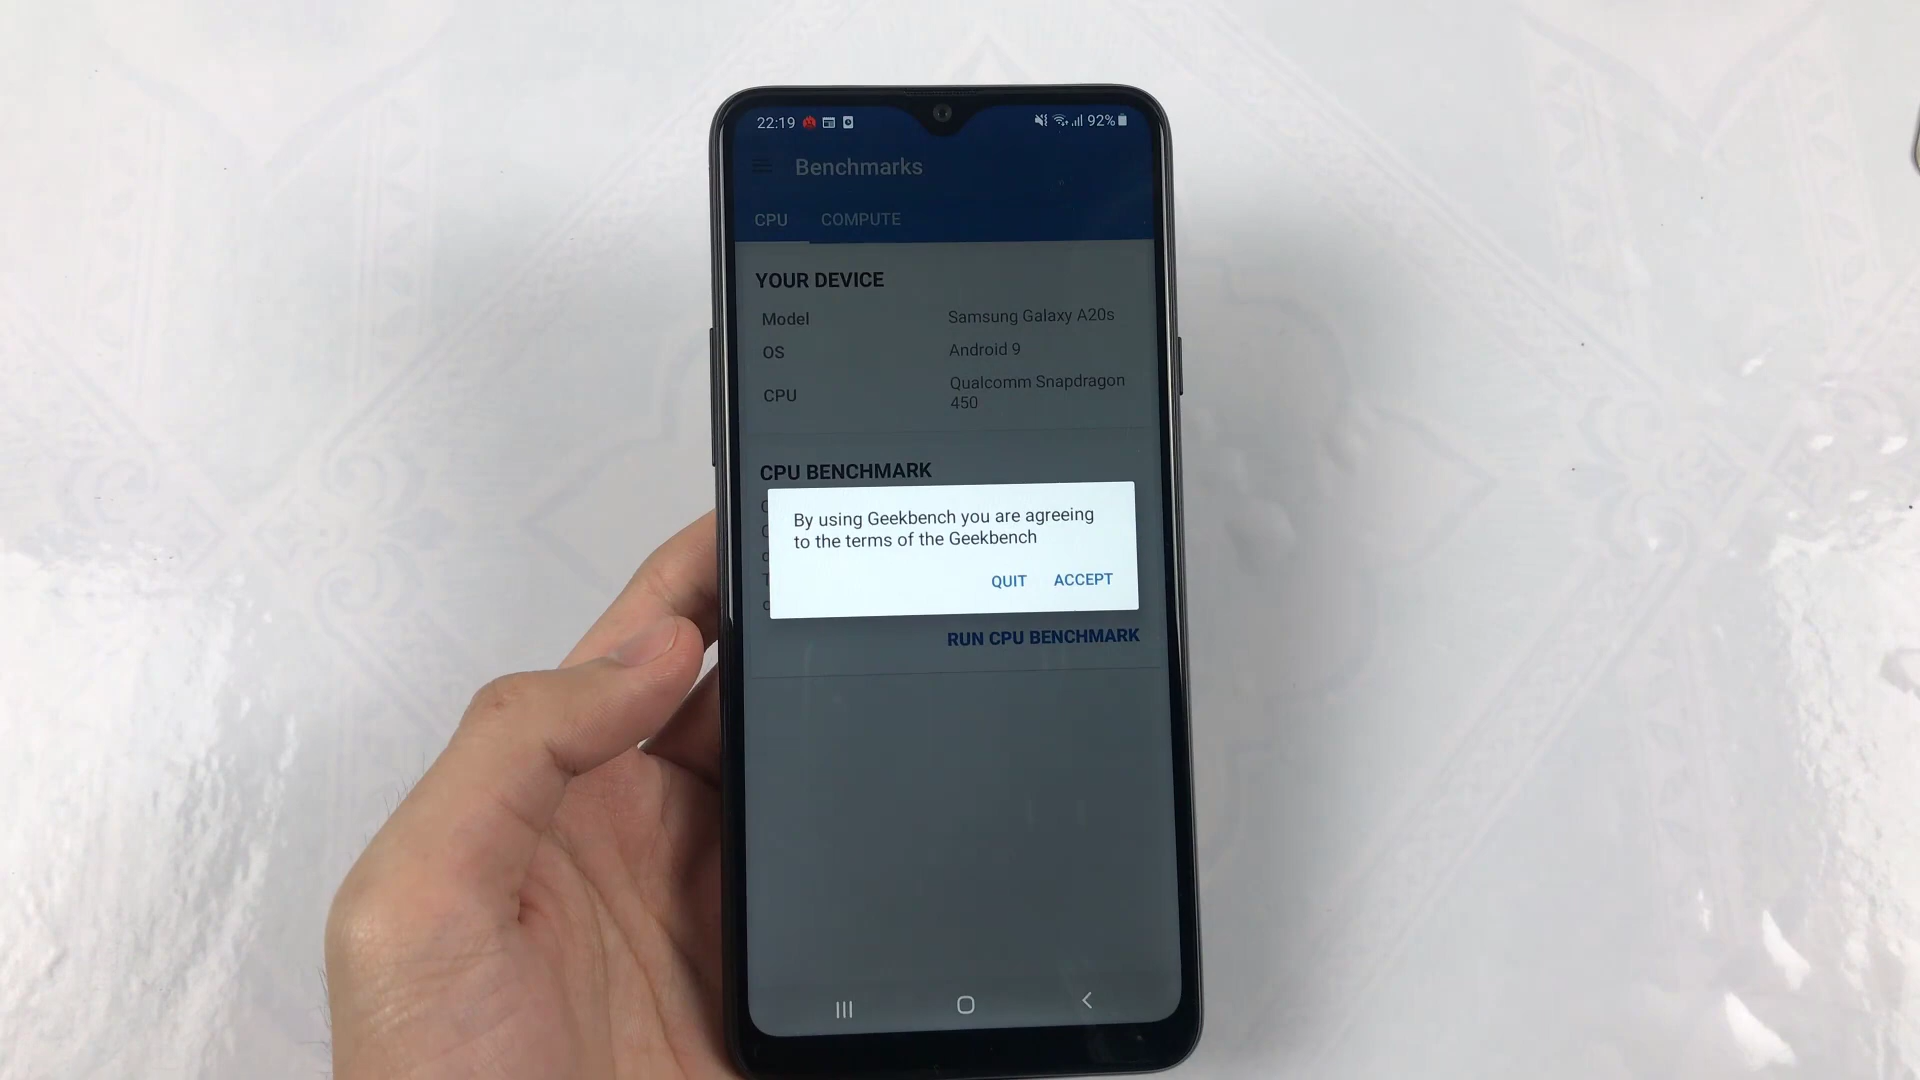 22:19
92%
Benchmarks
CPU COMPUTE
YOUR DEVICE
Model Samsung Galaxy A20s
OS Android 9
CPU Qualcomm Snapdragon
450
CPU BENCHMARK
By using Geekbench you are agreeing
to the terms of the Geekbench
QUIT ACCEPT
RUN CPU BENCHMARK